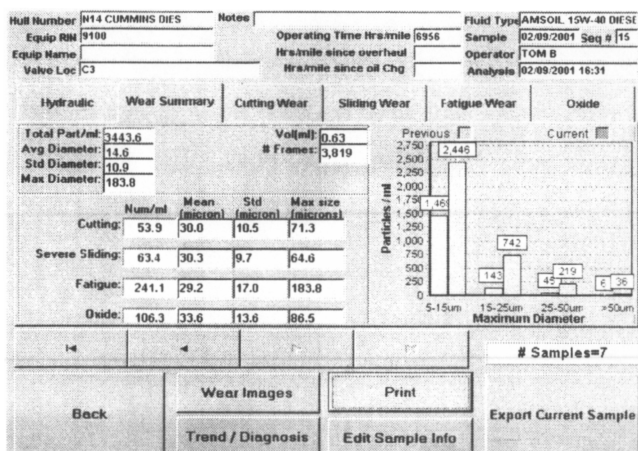 Hull Number N14 CUMMINS DIES Notes Fluid Type AMSOIL 15W-40 DIESE
Equip RIN 9100 Operating Time Hrs/mile 6956 Sample 02/09/2001 Seq # 15
Equip Name Hrs/mile since overhaul Operator TOM B
Valve Loc C3 Hrs/mile since oil Chg Analysis 02/09/2001 16:31
Hydraulic Wear Summary Cutting Wear Sliding Wear Fatigue Wear Oxide
Total Part/ml: 3443.6 Vol(ml): 0.63
Avg Diameter: 14.6 # Frames: 3,819
Std Diameter: 10.9
Max Diameter: 183.8
Num/ml Mean (micron) Std (micron) Max size (microns)
Cutting: 53.9 30.0 10.5 71.3
Severe Sliding: 63.4 30.3 9.7 64.6
Fatigue: 241.1 29.2 17.0 183.8
Oxide: 106.3 33.6 13.6 86.5
Previous Current
Particles / ml
2,750
2,500
2,250
2,000
1,750
1,500
1,250
1,000
750
500
250
0
2,446
1,469
742
143
219
6 36
5-15um 15-25um 25-50um >50um
Maximum Diameter
# Samples=7
Back Wear Images Print Export Current Sample
Trend / Diagnosis Edit Sample Info